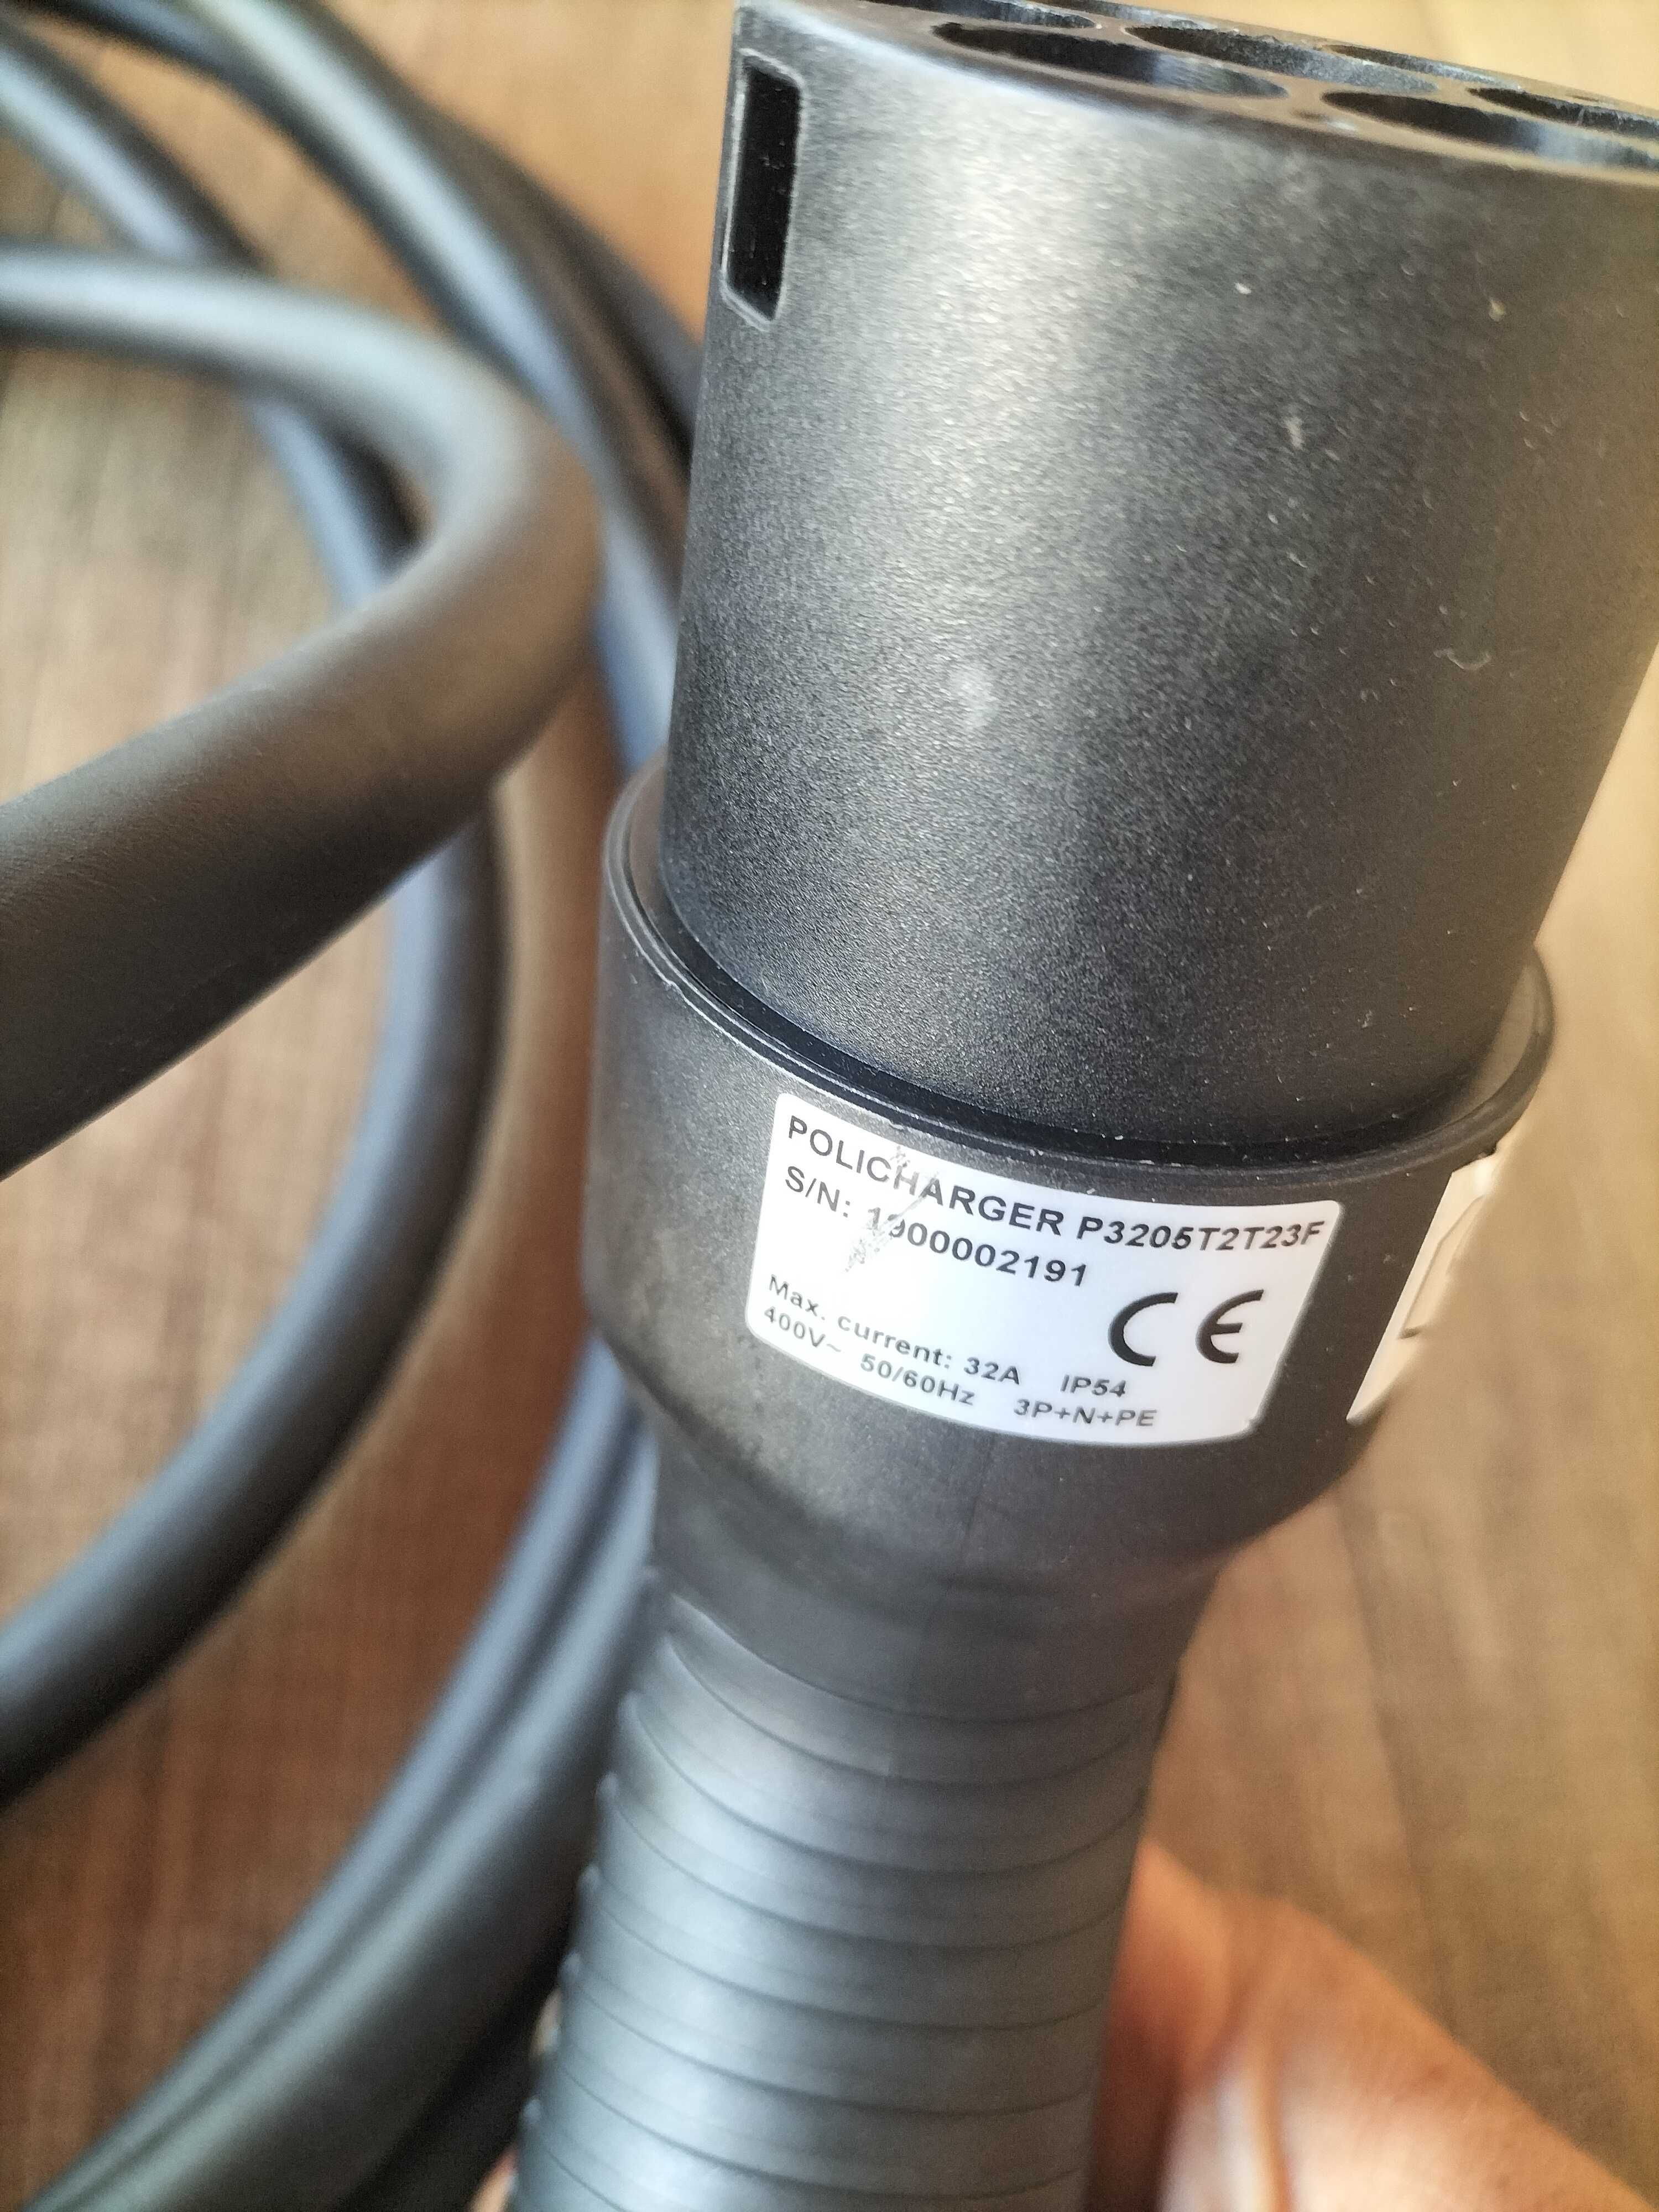 POLICHARGER P3205T2T23F
S/N: 1900002191
CE
Max. current: 32A IP54
400V~ 50/60Hz 3P+N+PE